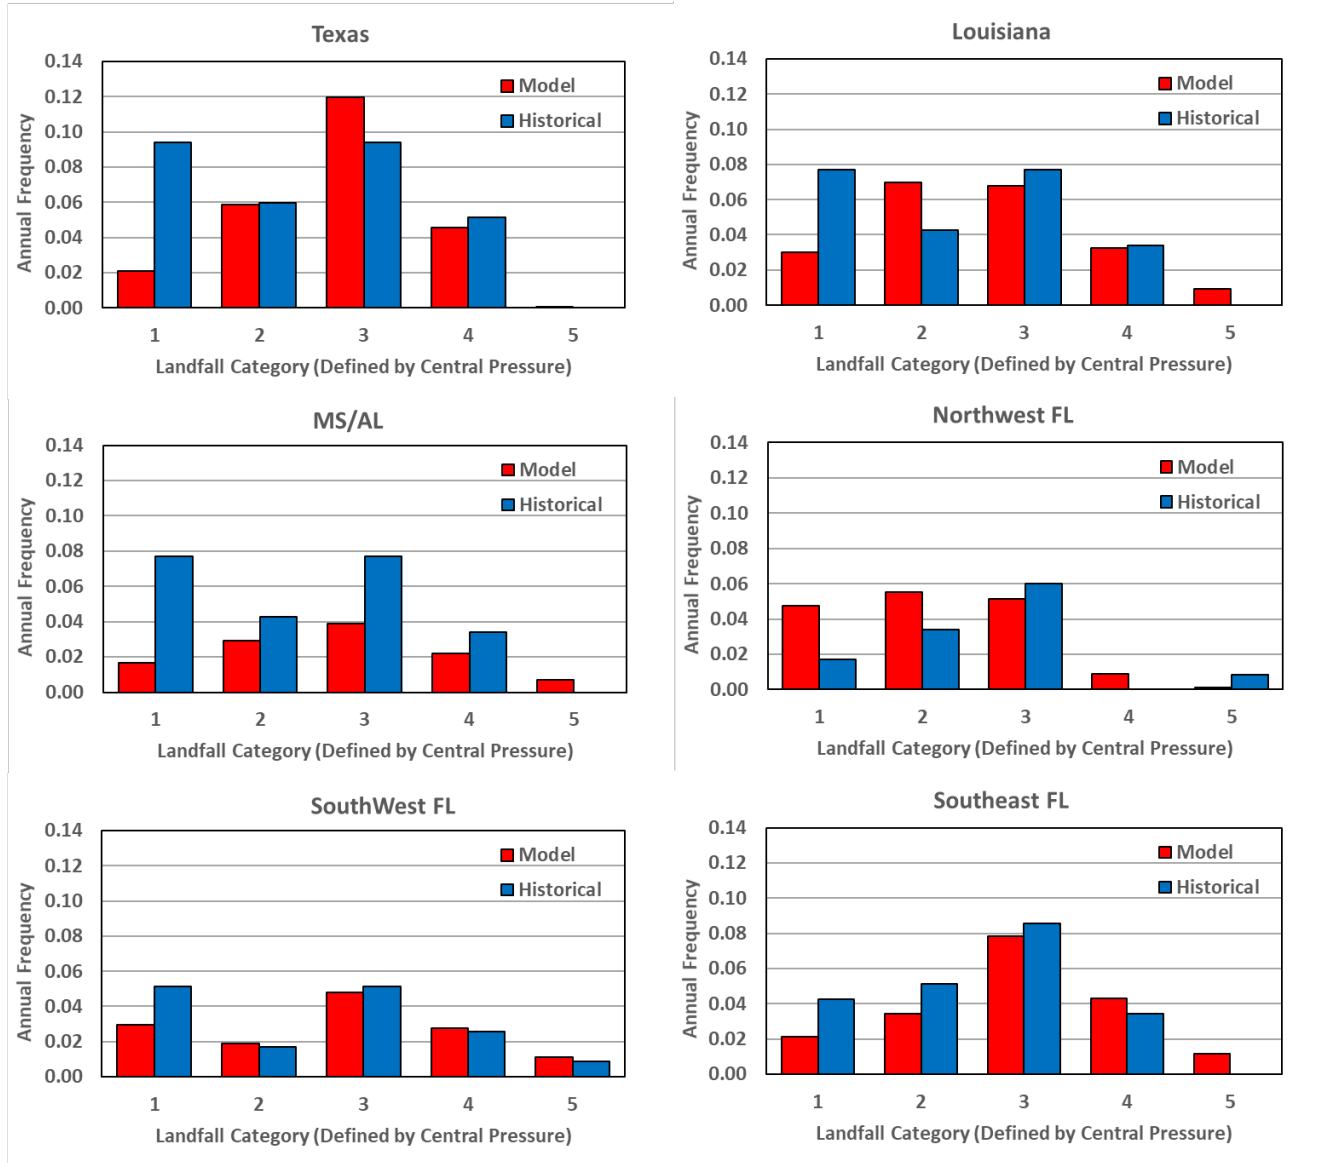 Texas
Model
Historical
Annual Frequency
0.14
0.12
0.10
0.08
0.06
0.04
0.02
0.00
1 2 3 4 5
Landfall Category (Defined by Central Pressure)
Louisiana
Model
Historical
Annual Frequency
0.14
0.12
0.10
0.08
0.06
0.04
0.02
0.00
1 2 3 4 5
Landfall Category (Defined by Central Pressure)
MS/AL
Model
Historical
Annual Frequency
0.14
0.12
0.10
0.08
0.06
0.04
0.02
0.00
1 2 3 4 5
Landfall Category (Defined by Central Pressure)
Northwest FL
Model
Historical
Annual Frequency
0.14
0.12
0.10
0.08
0.06
0.04
0.02
0.00
1 2 3 4 5
Landfall Category (Defined by Central Pressure)
SouthWest FL
Model
Historical
Annual Frequency
0.14
0.12
0.10
0.08
0.06
0.04
0.02
0.00
1 2 3 4 5
Landfall Category (Defined by Central Pressure)
Southeast FL
Model
Historical
Annual Frequency
0.14
0.12
0.10
0.08
0.06
0.04
0.02
0.00
1 2 3 4 5
Landfall Category (Defined by Central Pressure)